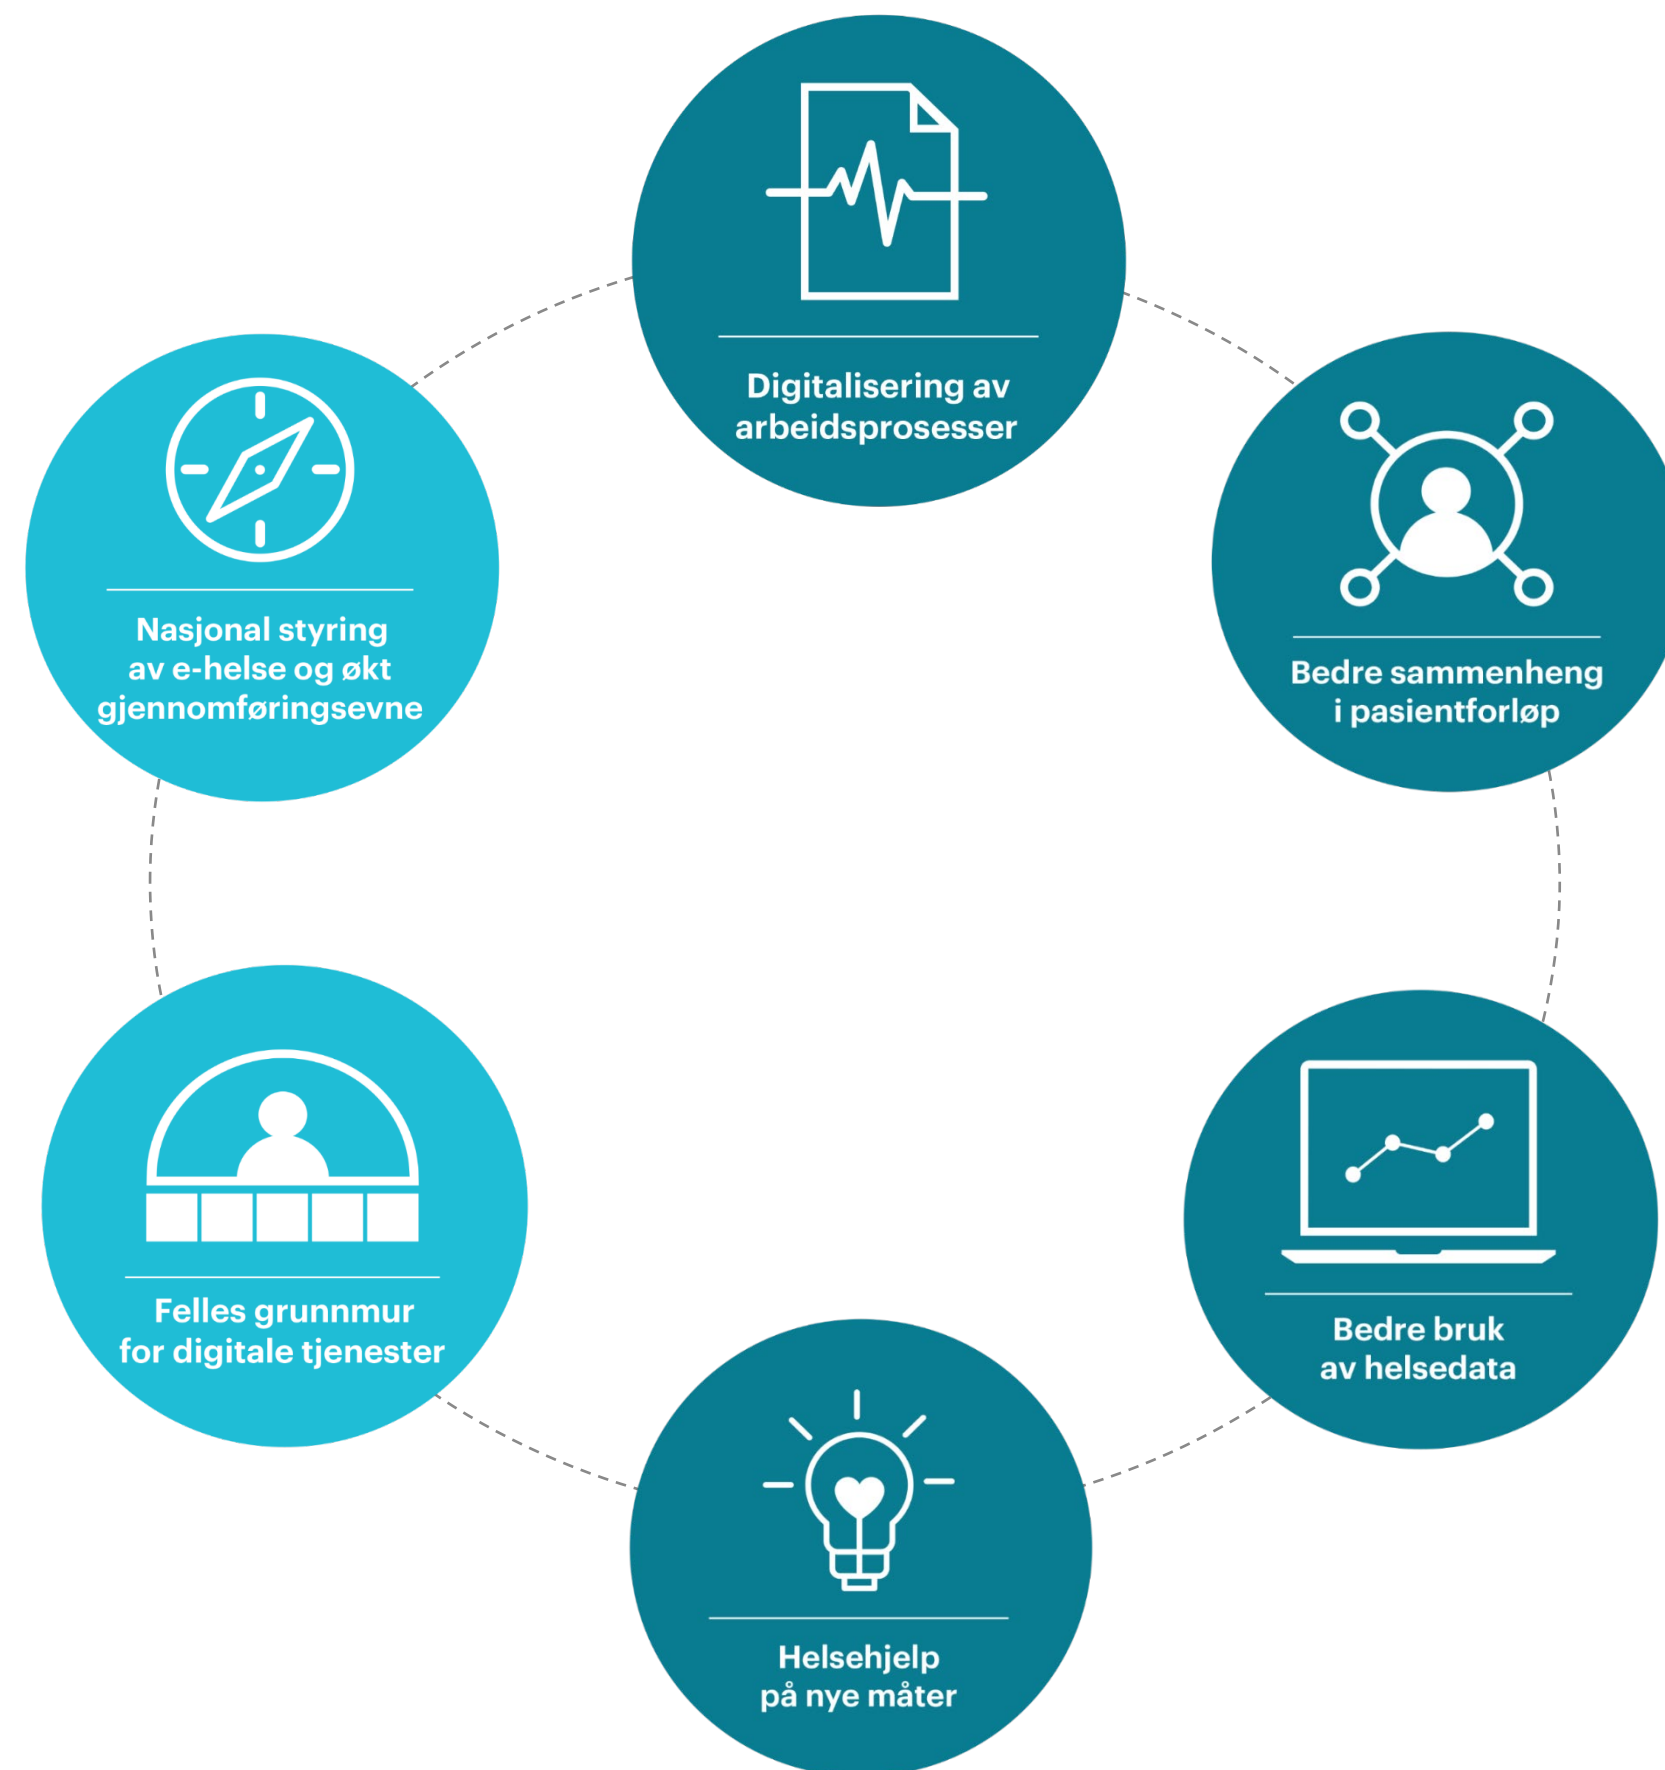 Digitalisering av
arbeidsprosesser
Bedre sammenheng
i pasientforløp
Bedre bruk
av helsedata
Helsehjelp
på nye måter
Felles grunnmur
for digitale tjenester
Nasjonal styring
av e-helse og økt
gjennomføringsevne